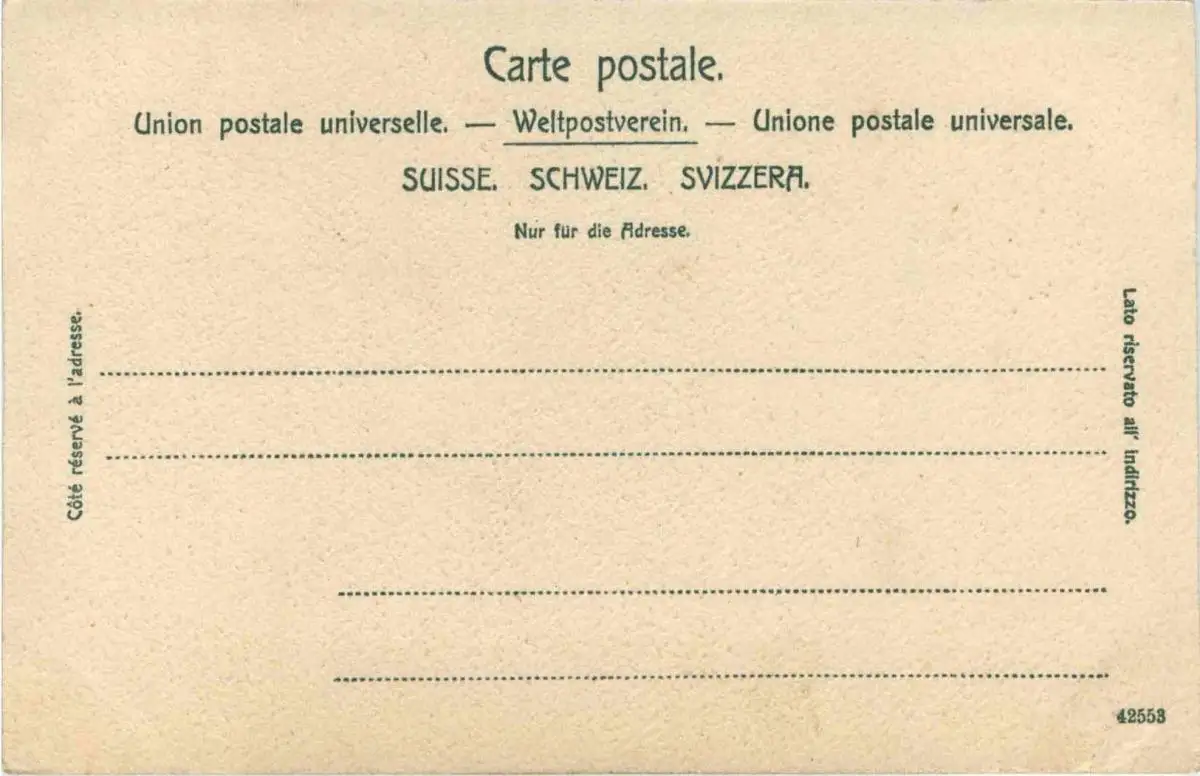 Carte postale.
Union postale universelle. — Weltpostverein. — Unione postale universale.
SUISSE. SCHWEIZ. SVIZZERA.
Nur für die Adresse.
Côté réservé à l'adresse.
Lato riservato all' indirizzo.
42553